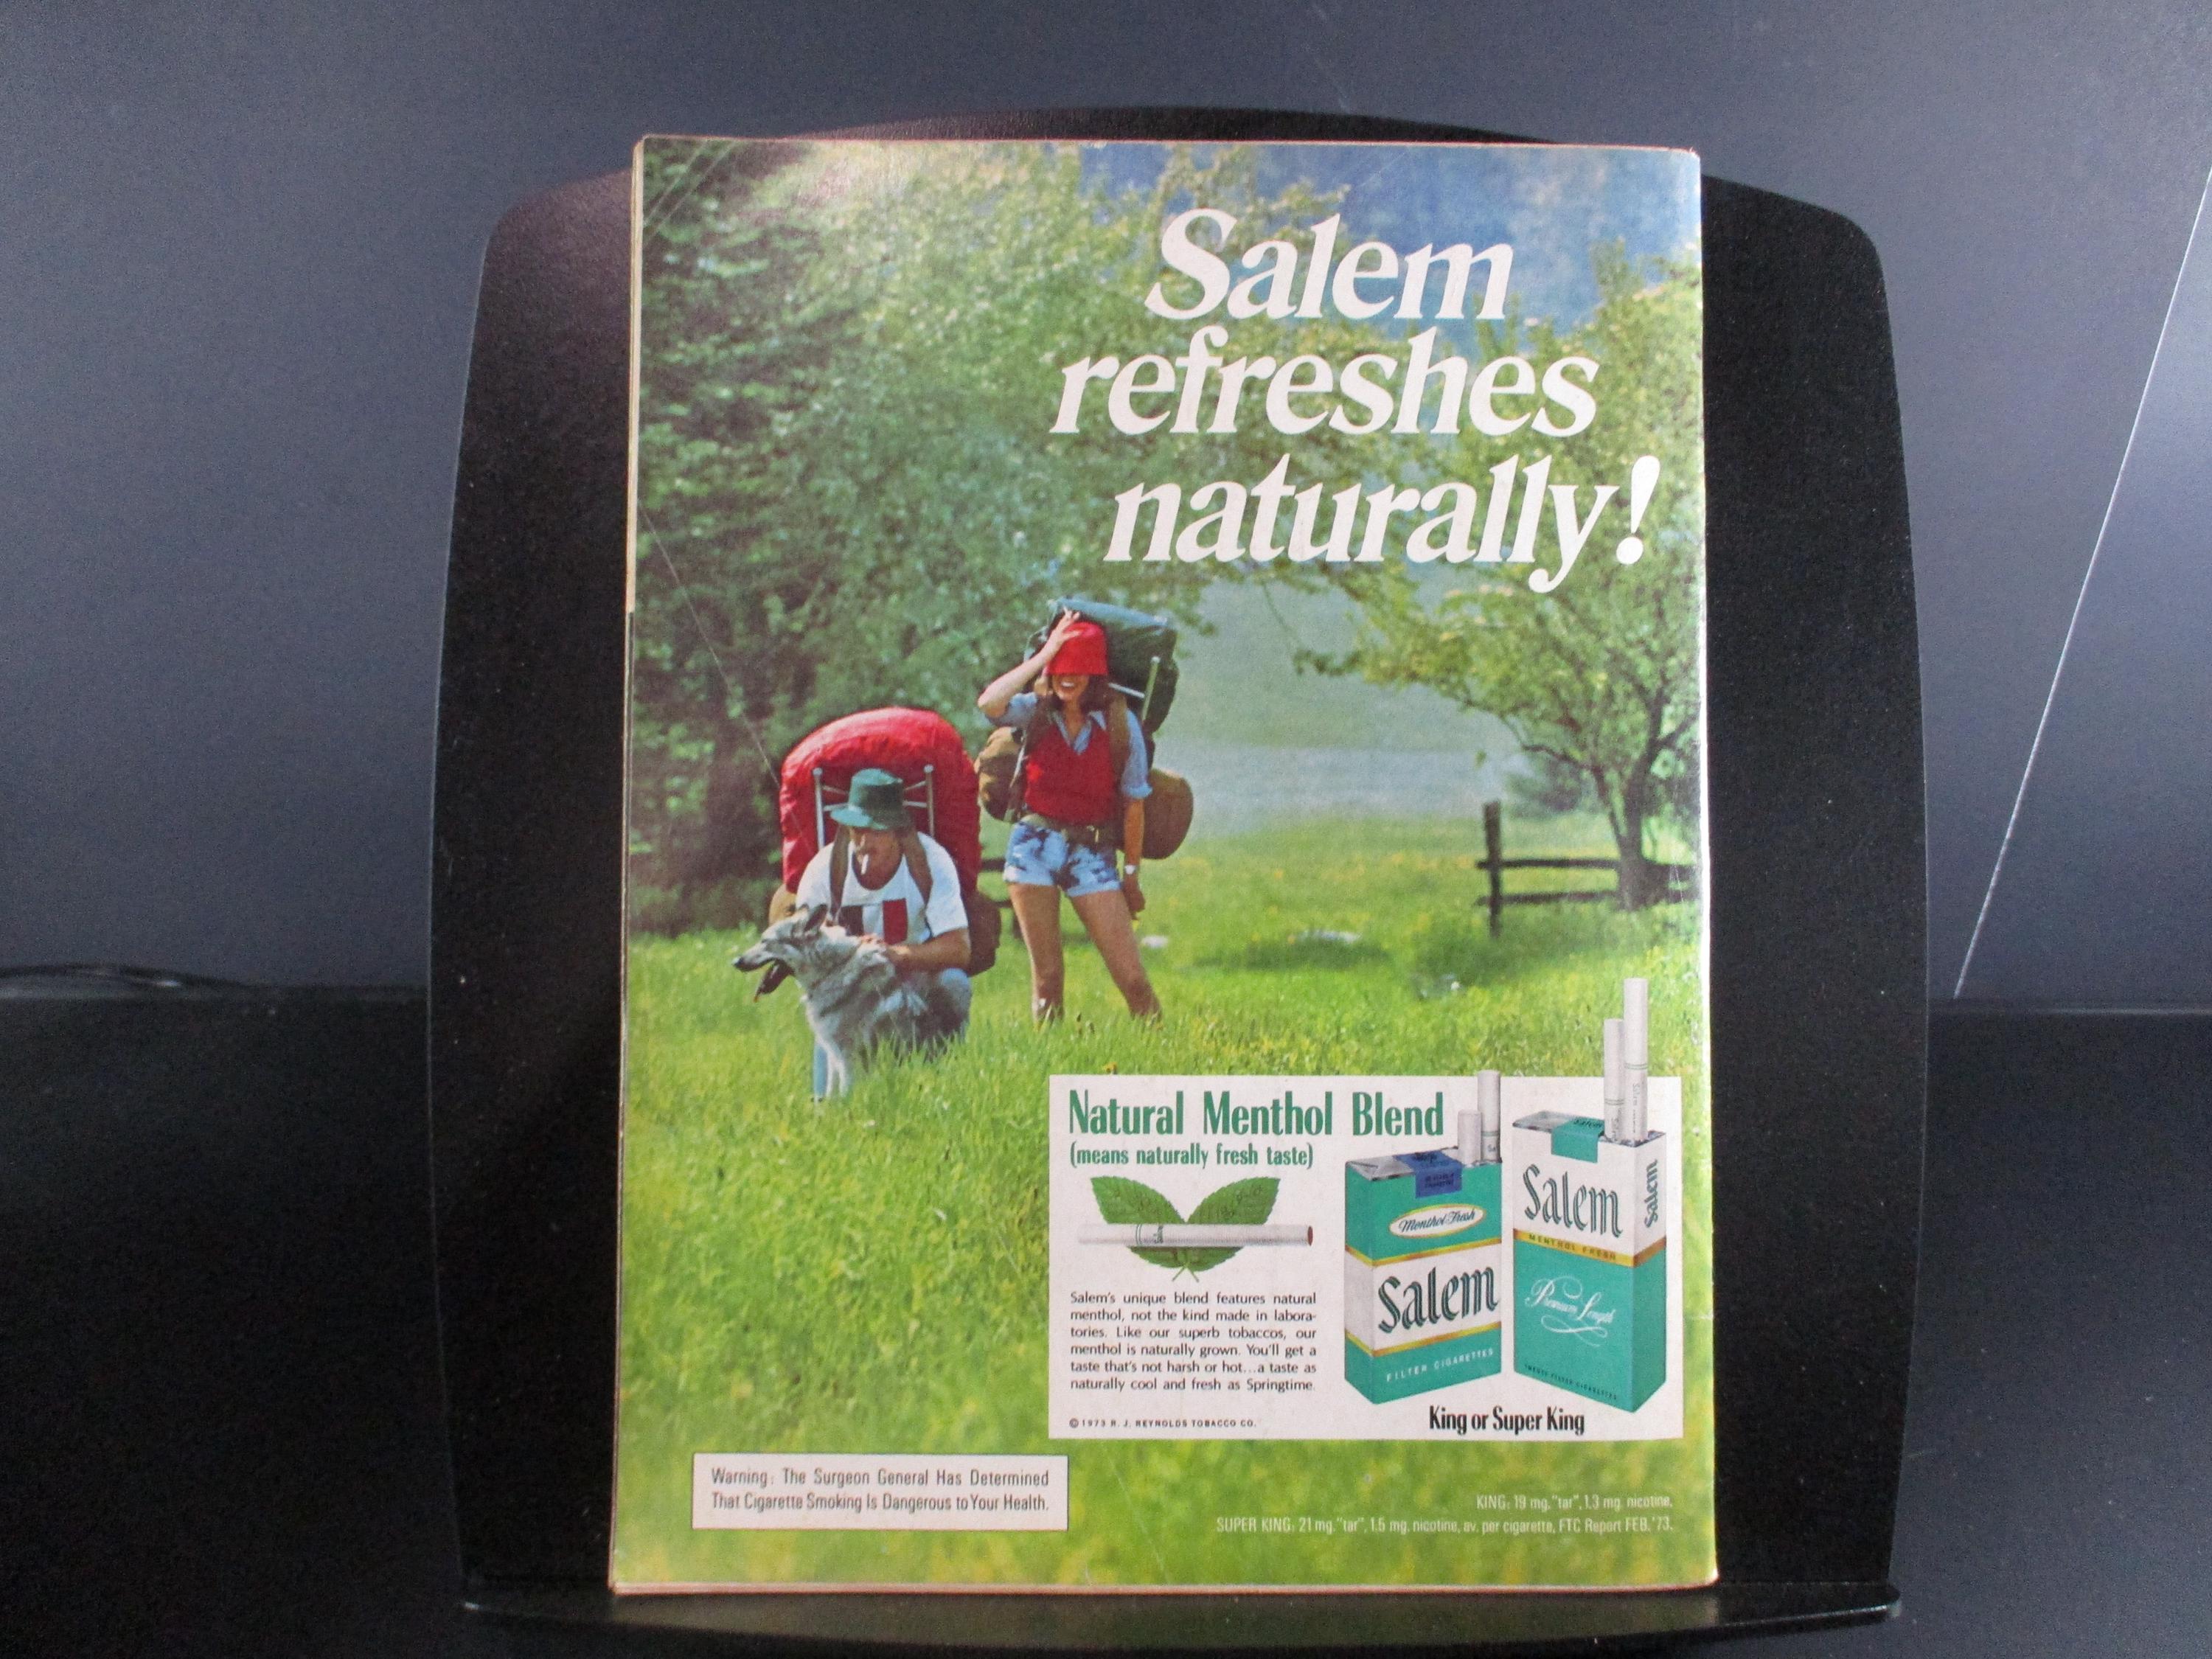 Salem
refreshes
naturally!
Natural Menthol Blend
(means naturally fresh taste)
Salem's unique blend features natural
menthol, not the kind made in labora-
tories. Like our superb tobaccos, our
menthol is naturally grown. You'll get a
taste that's not harsh or hot...a taste as
naturally cool and fresh as Springtime.
© 1973 R. J. REYNOLDS TOBACCO CO.
Menthol Fresh
Salem
FILTER CIGARETTES
Salem
Salem
Salem
MENTHOL FRESH
Premium Length
TWENTY FILTER CIGARETTES
King or Super King
Warning: The Surgeon General Has Determined
That Cigarette Smoking Is Dangerous to Your Health.
KING: 19 mg. "tar", 1.3 mg. nicotine,
SUPER KING: 21 mg. "tar", 1.5 mg. nicotine, av. per cigarette, FTC Report FEB. '73.